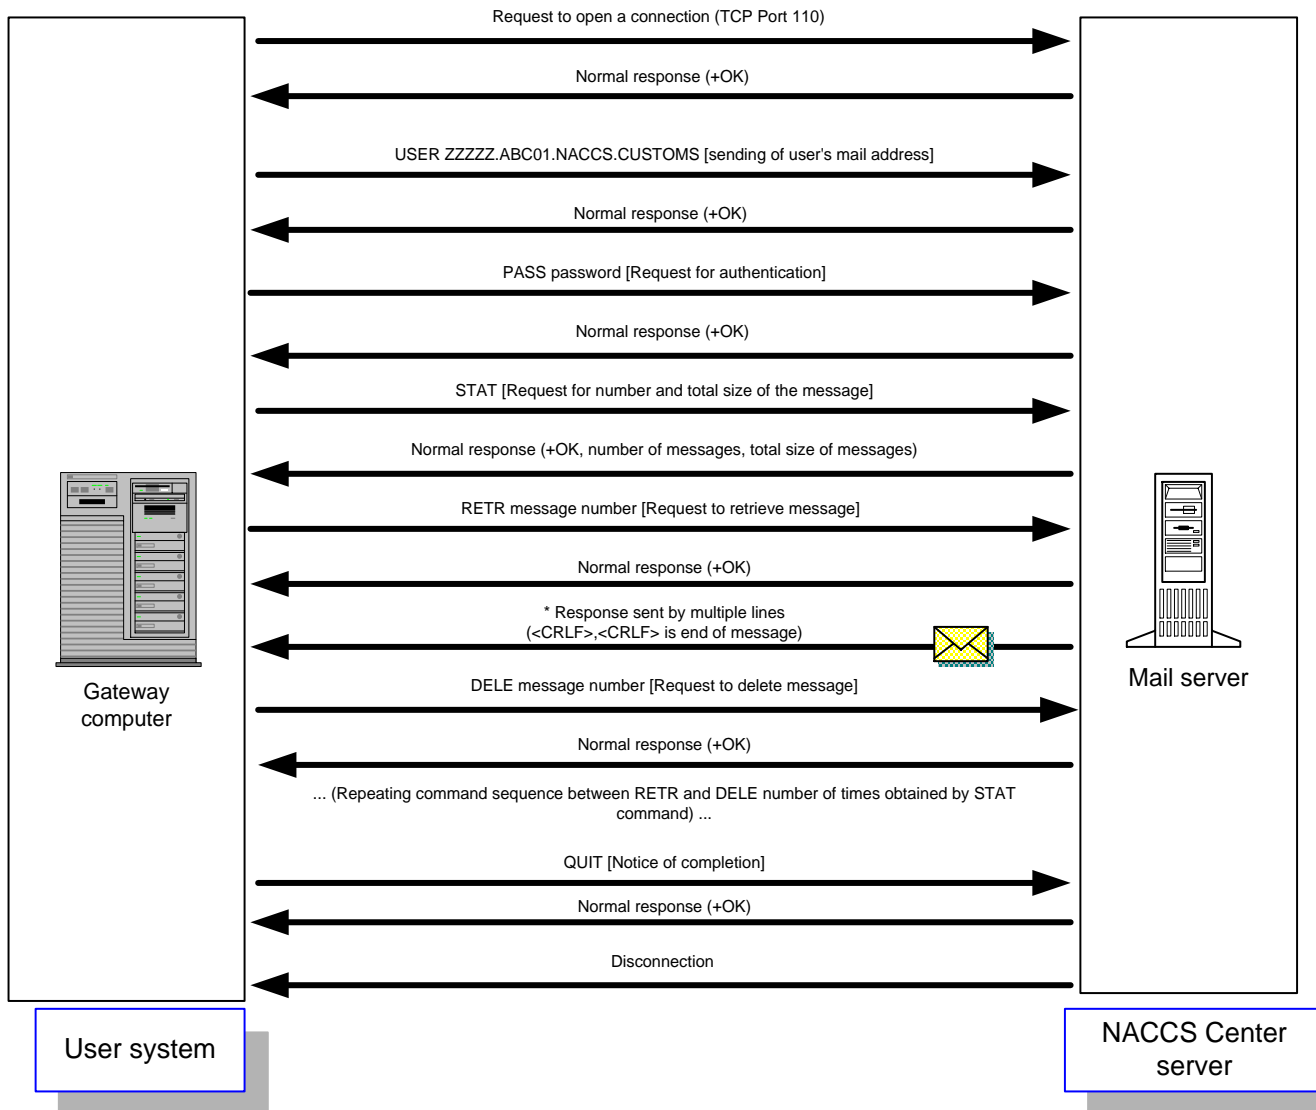 Request to open a connection (TCP Port 110)
Normal response (+OK)
USER ZZZZZ.ABC01.NACCS.CUSTOMS [sending of user's mail address]
Normal response (+OK)
PASS password [Request for authentication]
Normal response (+OK)
STAT [Request for number and total size of the message]
Normal response (+OK, number of messages, total size of messages)
RETR message number [Request to retrieve message]
Normal response (+OK)
* Response sent by multiple lines
(<CRLF>,<CRLF> is end of message)
Gateway
computer
Mail server
DELE message number [Request to delete message]
Normal response (+OK)
... (Repeating command sequence between RETR and DELE number of times obtained by STAT
command) ...
QUIT [Notice of completion]
Normal response (+OK)
Disconnection
User system
NACCS Center
server